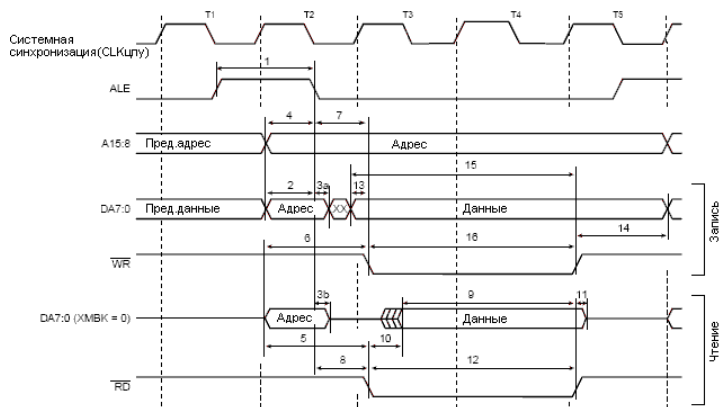 T1 T2 T3 T4 T5
Системная
синхронизация(CLKцпу)
1
ALE
4 7
A15:8 Пред.адрес Адрес
15
2 3a 13
DA7:0 Пред.данные Адрес XX Данные
14
6 16
WR
Запись
3b 9 11
DA7:0 (XMBK = 0) Адрес Данные
5 10
8 12
RD
Чтение